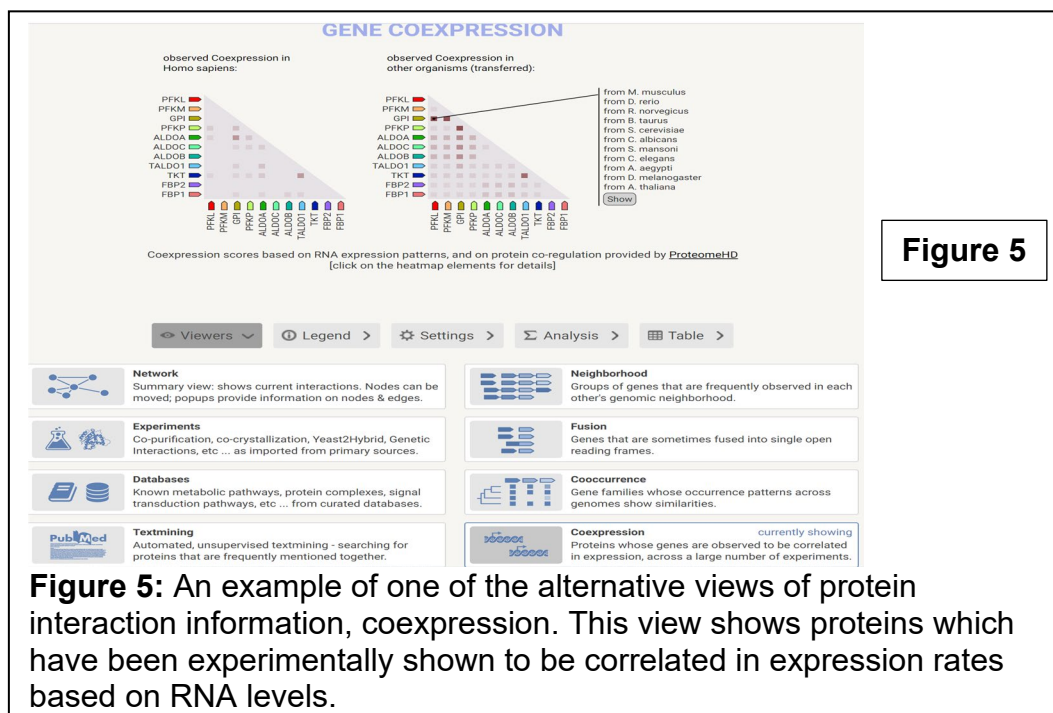 GENE COEXPRESSION
observed Coexpression in
Homo sapiens:
PFKL
PFKM
GPI
PFKP
ALDOA
ALDOC
ALDOB
TALDO1
TKT
FBP2
FBP1
PFKL
PFKM
GPI
PFKP
ALDOA
ALDOC
ALDOB
TALDO1
TKT
FBP2
FBP1
observed Coexpression in
other organisms (transferred):
PFKL
PFKM
GPI
PFKP
ALDOA
ALDOC
ALDOB
TALDO1
TKT
FBP2
FBP1
PFKL
PFKM
GPI
PFKP
ALDOA
ALDOC
ALDOB
TALDO1
TKT
FBP2
FBP1
from M. musculus
from D. rerio
from R. norvegicus
from B. taurus
from S. cerevisiae
from C. albicans
from S. mansoni
from C. elegans
from A. aegypti
from D. melanogaster
from A. thaliana
Show
Figure 5
Coexpression scores based on RNA expression patterns, and on protein co-regulation provided by ProteomeHD
[click on the heatmap elements for details]
Viewers
Legend
Settings
Analysis
Table
Network
Summary view: shows current interactions. Nodes can be
moved; popups provide information on nodes & edges.
Neighborhood
Groups of genes that are frequently observed in each
other's genomic neighborhood.
Experiments
Co-purification, co-crystallization, Yeast2Hybrid, Genetic
Interactions, etc ... as imported from primary sources.
Fusion
Genes that are sometimes fused into single open
reading frames.
Databases
Known metabolic pathways, protein complexes, signal
transduction pathways, etc ... from curated databases.
Cooccurrence
Gene families whose occurrence patterns across
genomes show similarities.
PubMed
Textmining
Automated, unsupervised textmining - searching for
proteins that are frequently mentioned together.
Coexpression currently showing
Proteins whose genes are observed to be correlated
in expression, across a large number of experiments.
Figure 5: An example of one of the alternative views of protein
interaction information, coexpression. This view shows proteins which
have been experimentally shown to be correlated in expression rates
based on RNA levels.